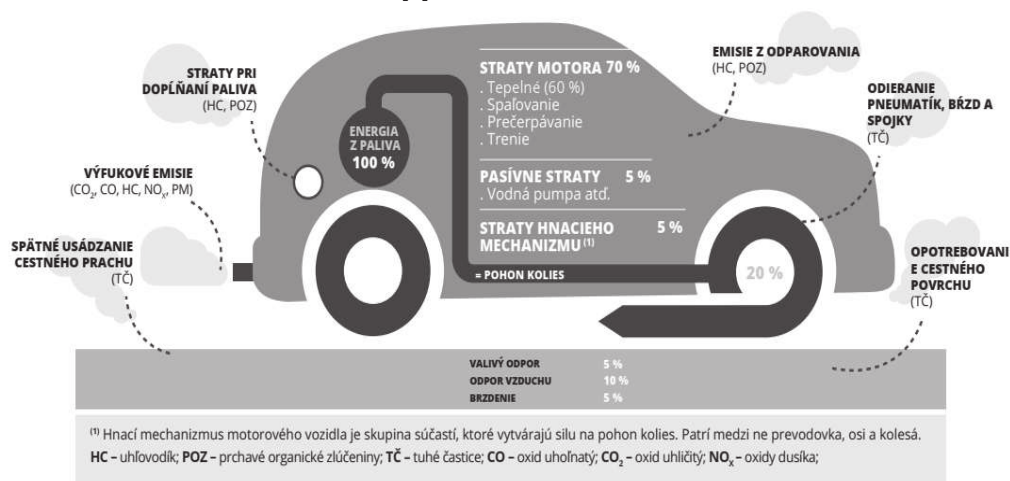 STRATY PRI
DOPĹŇANÍ PALIVA
(HC, POZ)
VÝFUKOVÉ EMISIE
(CO₂, CO, HC, NOₓ, PM)
SPÄTNÉ USÁDZANIE
CESTNÉHO PRACHU
(TČ)
ENERGIA
Z PALIVA
100 %
STRATY MOTORA 70 %
. Tepelné (60 %)
. Spaľovanie
. Prečerpávanie
. Trenie
PASÍVNE STRATY 5 %
. Vodná pumpa atď.
STRATY HNACIEHO 5 %
MECHANIZMU (1)
= POHON KOLIES
20 %
EMISIE Z ODPAROVANIA
(HC, POZ)
ODIERANIE
PNEUMATÍK, BŔZD A
SPOJKY
(TČ)
OPOTREBOVANI
E CESTNÉHO
POVRCHU
(TČ)
VALIVÝ ODPOR 5 %
ODPOR VZDUCHU 10 %
BRZDENIE 5 %
(1) Hnací mechanizmus motorového vozidla je skupina súčastí, ktoré vytvárajú silu na pohon kolies. Patrí medzi ne prevodovka, osi a kolesá.
HC – uhľovodík; POZ – prchavé organické zlúčeniny; TČ – tuhé častice; CO – oxid uhoľnatý; CO₂ – oxid uhličitý; NOₓ – oxidy dusíka;